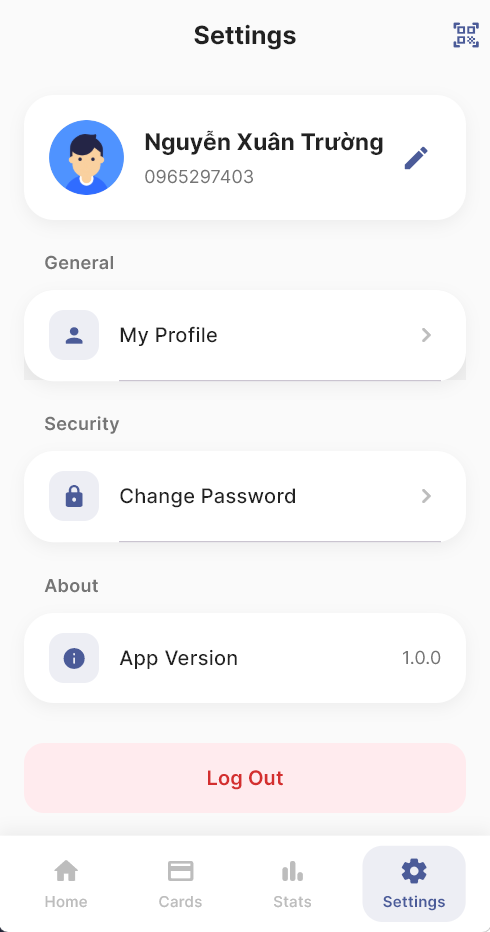 Settings
Nguyễn Xuân Trường
0965297403
General
My Profile
Security
Change Password
About
App Version 1.0.0
Log Out
Home Cards Stats Settings